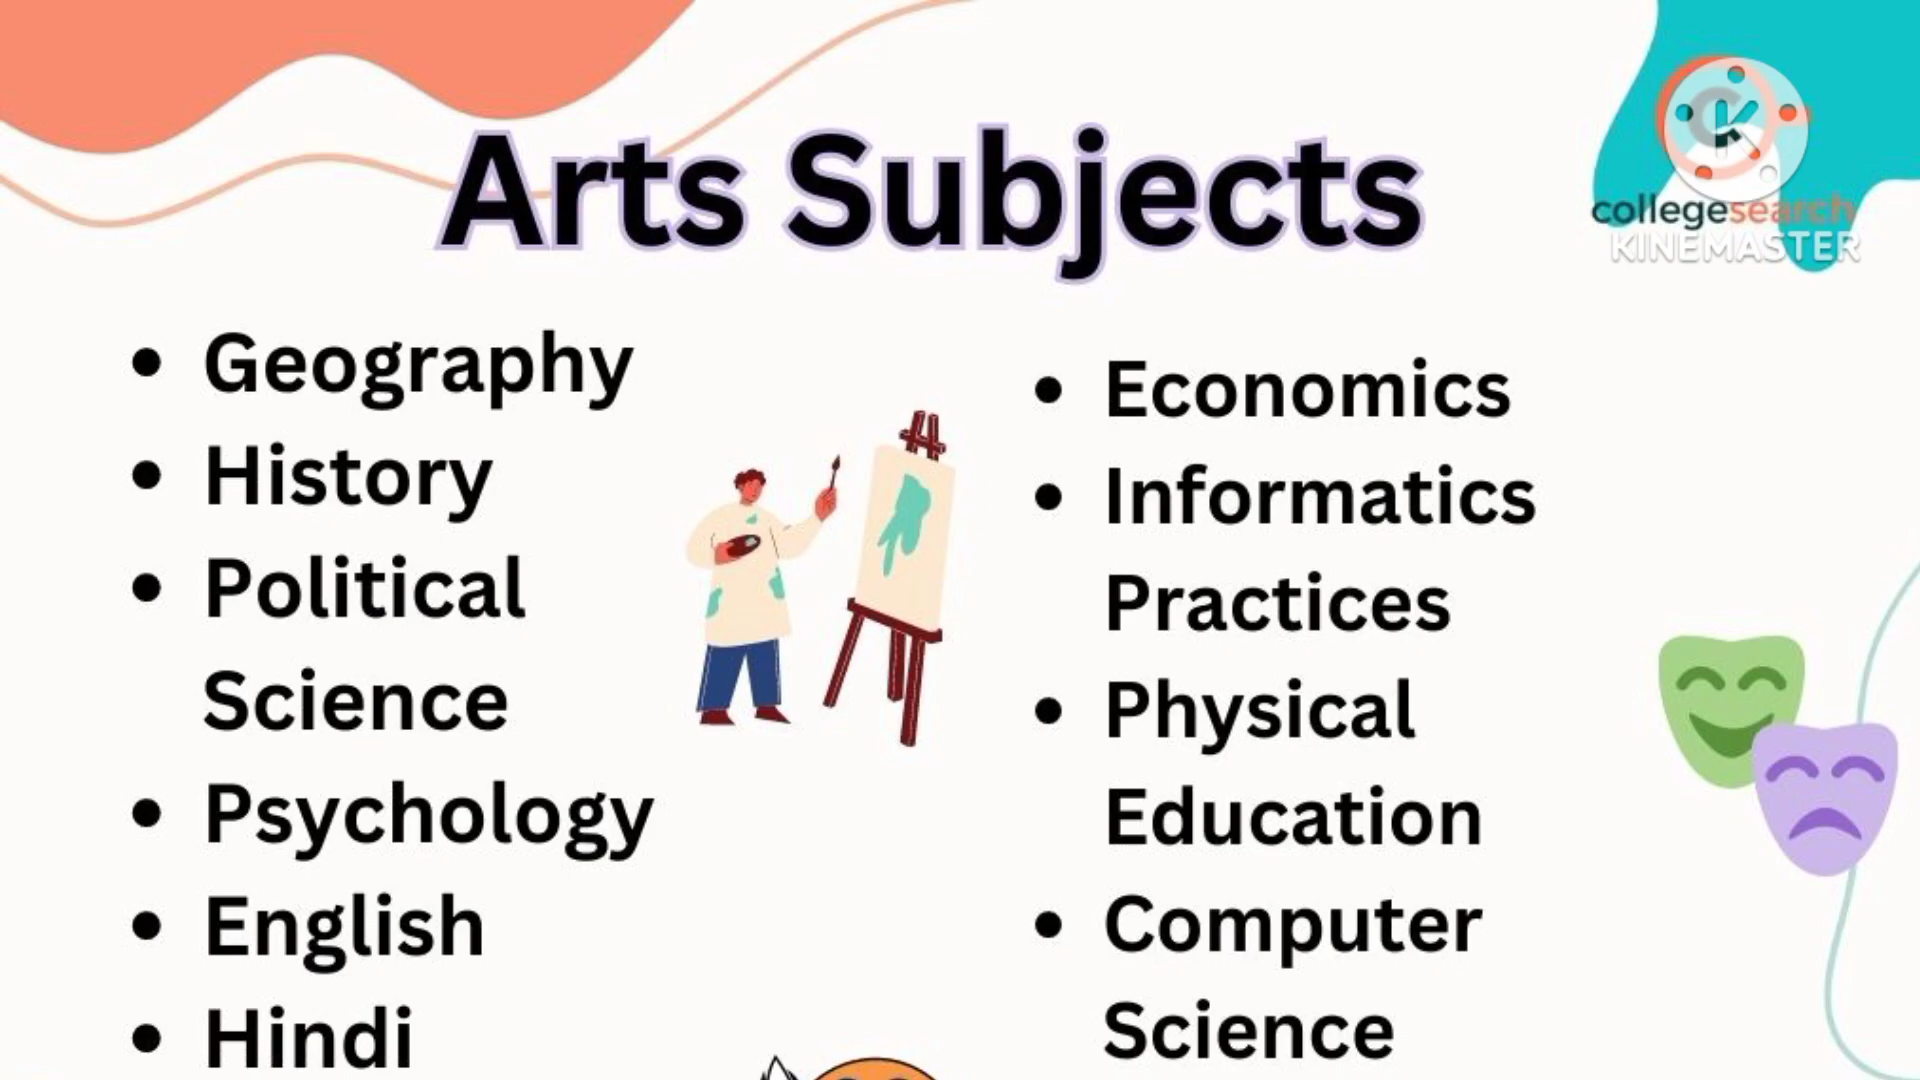 Arts Subjects
collegesearch
KINEMASTER
• Geography
• History
• Political
Science
• Psychology
• English
• Hindi
• Economics
• Informatics
Practices
• Physical
Education
• Computer
Science